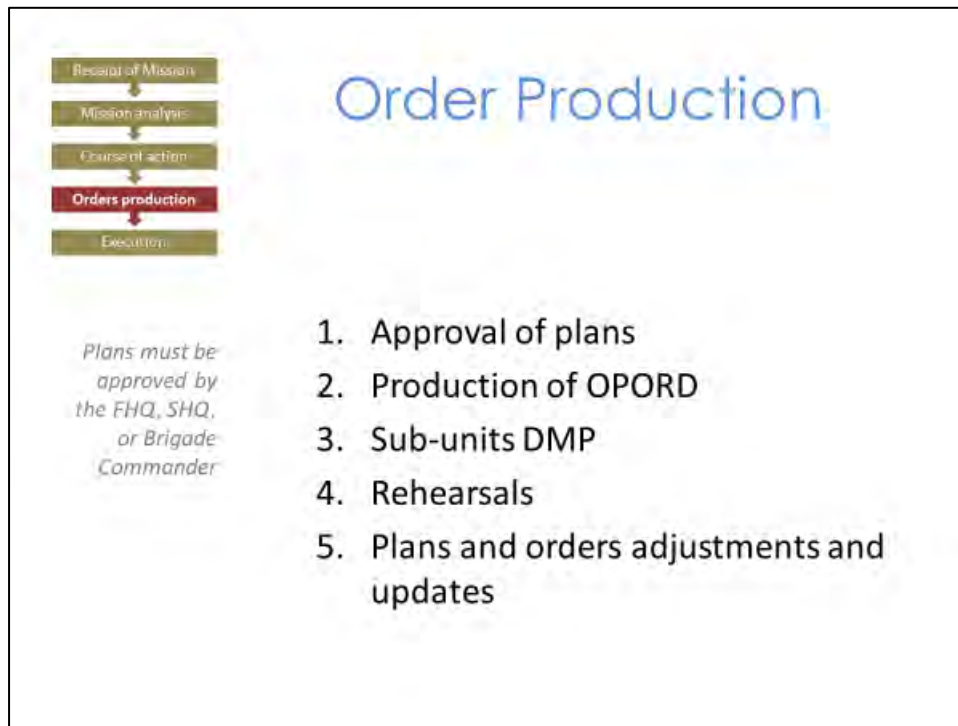 Receipt of Mission
Mission analysis
Course of action
Orders production
Execution
Order Production
Plans must be
approved by
the FHQ, SHQ,
or Brigade
Commander
1. Approval of plans
2. Production of OPORD
3. Sub-units DMP
4. Rehearsals
5. Plans and orders adjustments and
updates